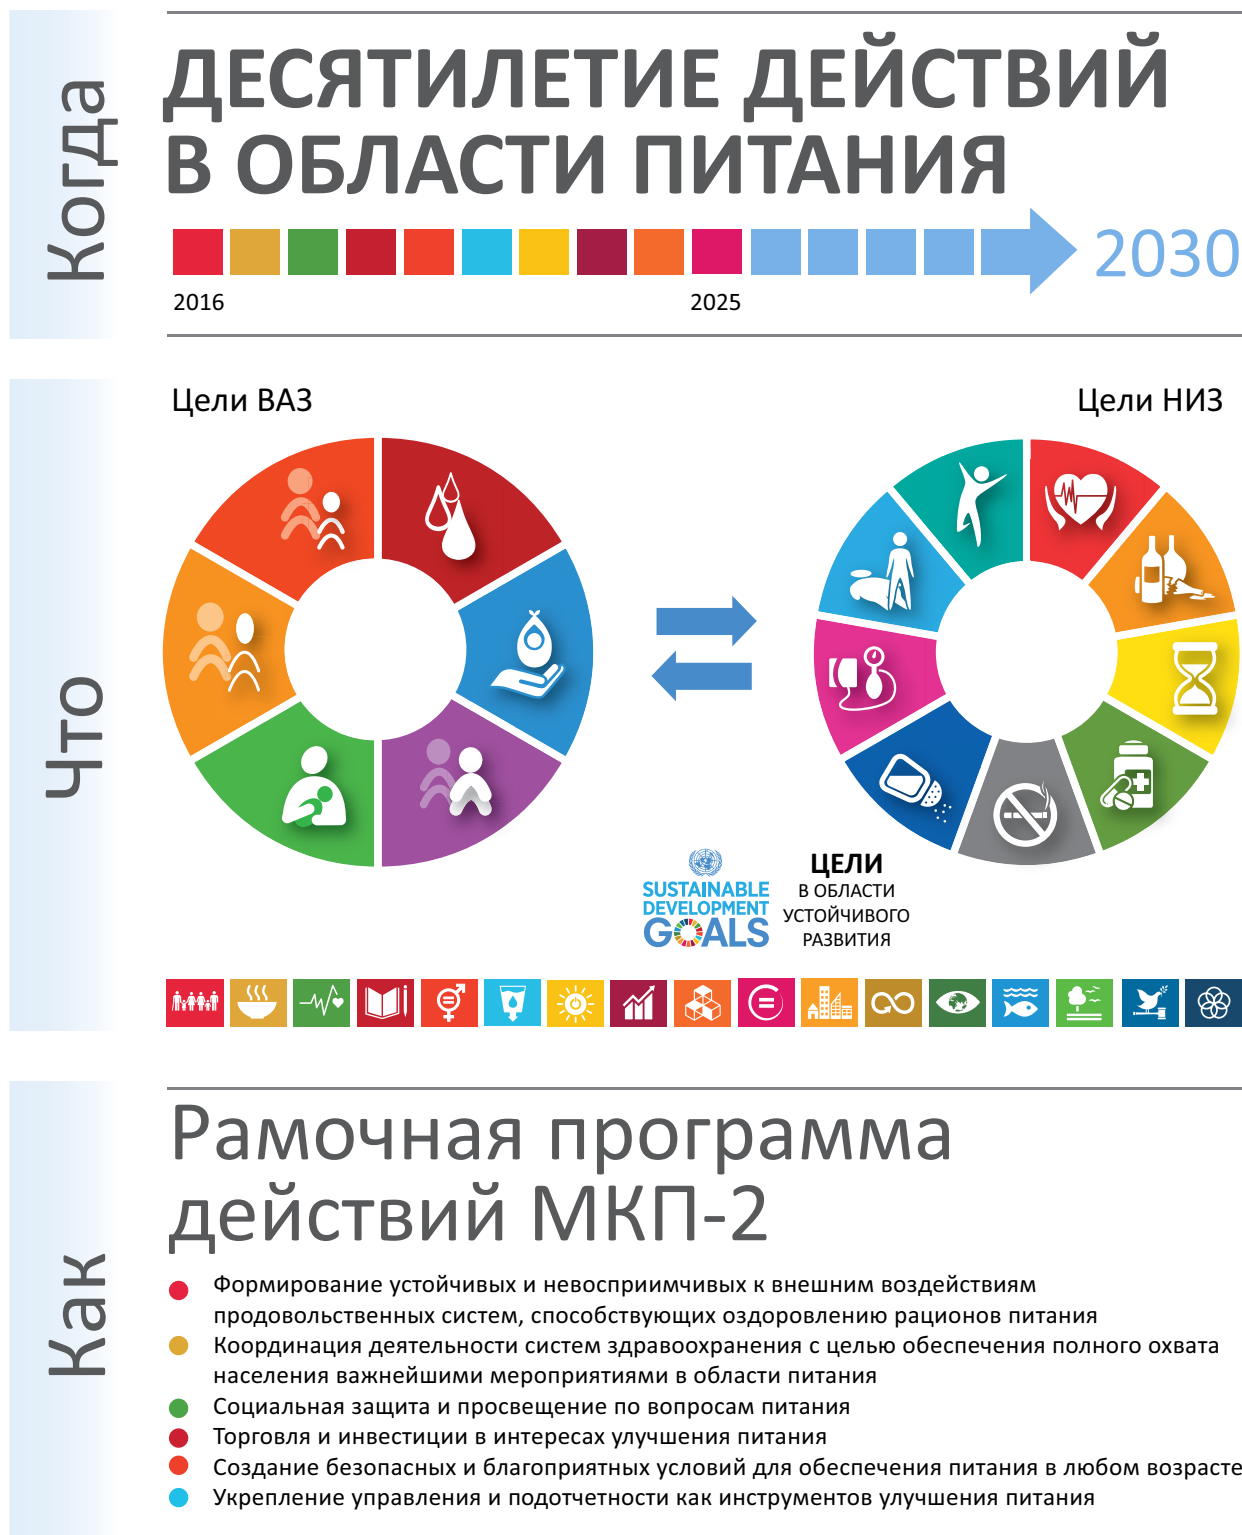 Когда
ДЕСЯТИЛЕТИЕ ДЕЙСТВИЙ
В ОБЛАСТИ ПИТАНИЯ
2030
2016
2025
Что
Цели ВАЗ
Цели НИЗ
SUSTAINABLE
DEVELOPMENT
GOALS
ЦЕЛИ
В ОБЛАСТИ
УСТОЙЧИВОГО
РАЗВИТИЯ
Как
Рамочная программа
действий МКП-2
Формирование устойчивых и невосприимчивых к внешним воздействиям
продовольственных систем, способствующих оздоровлению рационов питания
Координация деятельности систем здравоохранения с целью обеспечения полного охвата
населения важнейшими мероприятиями в области питания
Социальная защита и просвещение по вопросам питания
Торговля и инвестиции в интересах улучшения питания
Создание безопасных и благоприятных условий для обеспечения питания в любом возрасте
Укрепление управления и подотчетности как инструментов улучшения питания